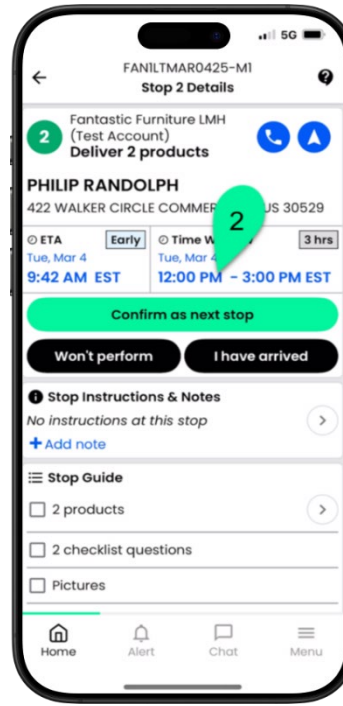 5G
FAN1LTMAR0425-M1
Stop 2 Details
2
Fantastic Furniture LMH
(Test Account)
Deliver 2 products
PHILIP RANDOLPH
422 WALKER CIRCLE COMMER US 30529
2
ETA Early
Tue, Mar 4
9:42 AM EST
Time W 3 hrs
Tue, Mar 4
12:00 PM - 3:00 PM EST
Confirm as next stop
Won't perform
I have arrived
Stop Instructions & Notes
No instructions at this stop
+Add note
Stop Guide
2 products
2 checklist questions
Pictures
Home Alert Chat Menu